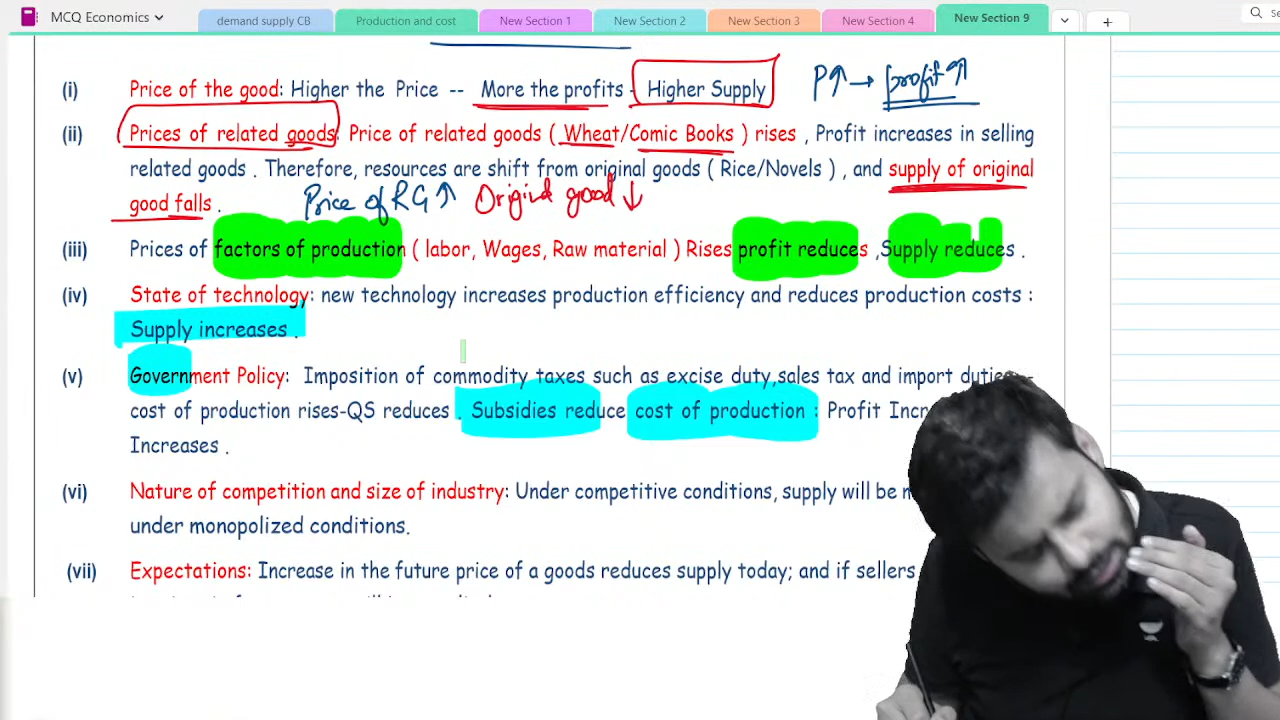 MCQ Economics
demand supply CB
Production and cost
New Section 1
New Section 2
New Section 3
New Section 4
New Section 9
(i) Price of the good: Higher the Price -- More the profits - Higher Supply P↑ → profit ↑
(ii) Prices of related goods: Price of related goods ( Wheat/Comic Books ) rises , Profit increases in selling
related goods . Therefore, resources are shift from original goods ( Rice/Novels ) , and supply of original
good falls . Price of RG ↑ Original good ↓
(iii) Prices of factors of production ( labor, Wages, Raw material ) Rises profit reduces ,Supply reduces .
(iv) State of technology: new technology increases production efficiency and reduces production costs :
Supply increases .
(v) Government Policy: Imposition of commodity taxes such as excise duty,sales tax and import
cost of production rises-QS reduces . Subsidies reduce cost of production : Profit
Increases .
(vi) Nature of competition and size of industry: Under competitive conditions, supply will be
under monopolized conditions.
(vii) Expectations: Increase in the future price of a goods reduces supply today; and if sellers